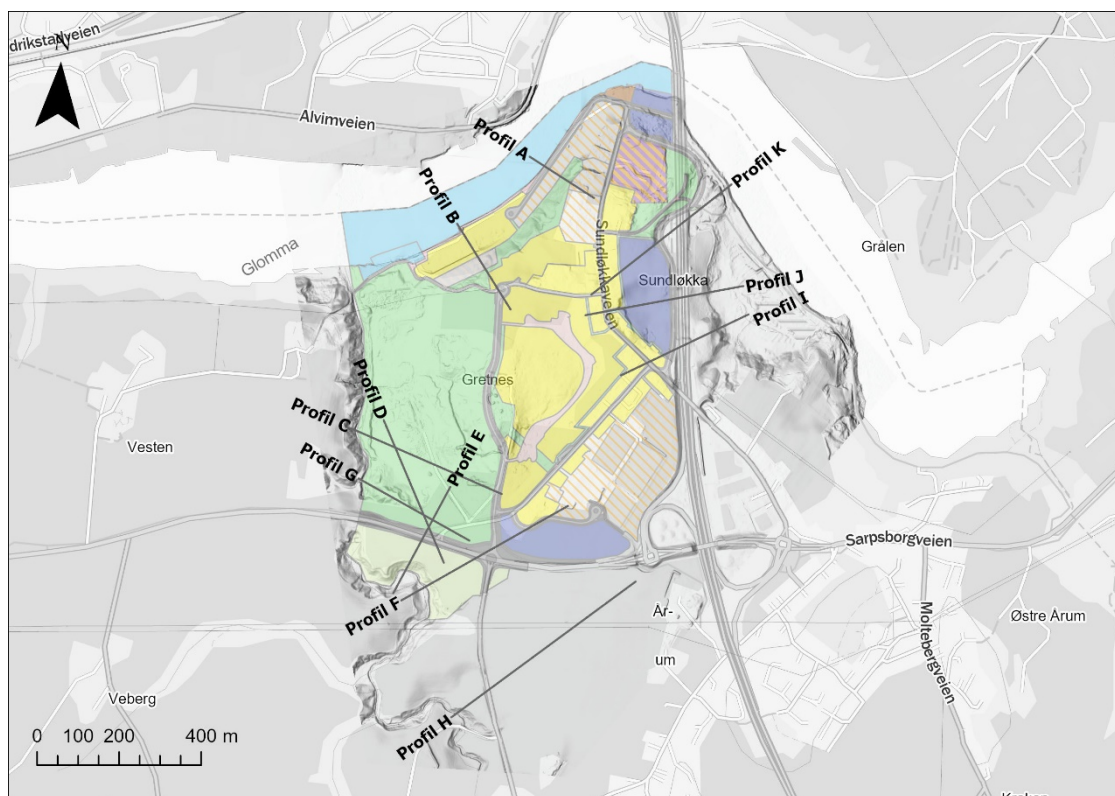 drikstadveien
N
Alvimveien
Profil A
Profil K
Profil B
Glomma
Sundløkkaveien
Grålen
Sundløkka
Profil J
Profil I
Profil D
Gretnes
Profil C
Profil E
Vesten
Profil G
Sarpsborgveien
Profil F
År-
um
Moltebergveien
Østre Årum
Veberg
Profil H
0 100 200 400 m